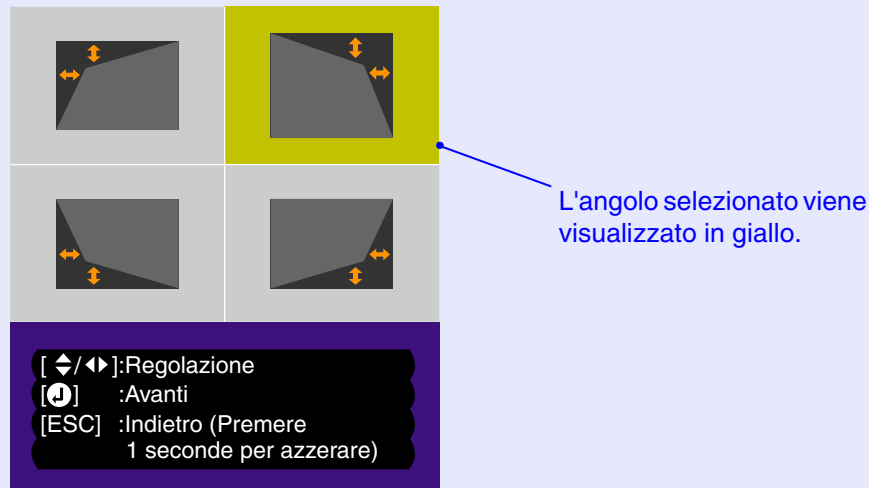 L'angolo selezionato viene
visualizzato in giallo.
[ / ]:Regolazione
[ ] :Avanti
[ESC] :Indietro (Premere
1 seconde per azzerare)